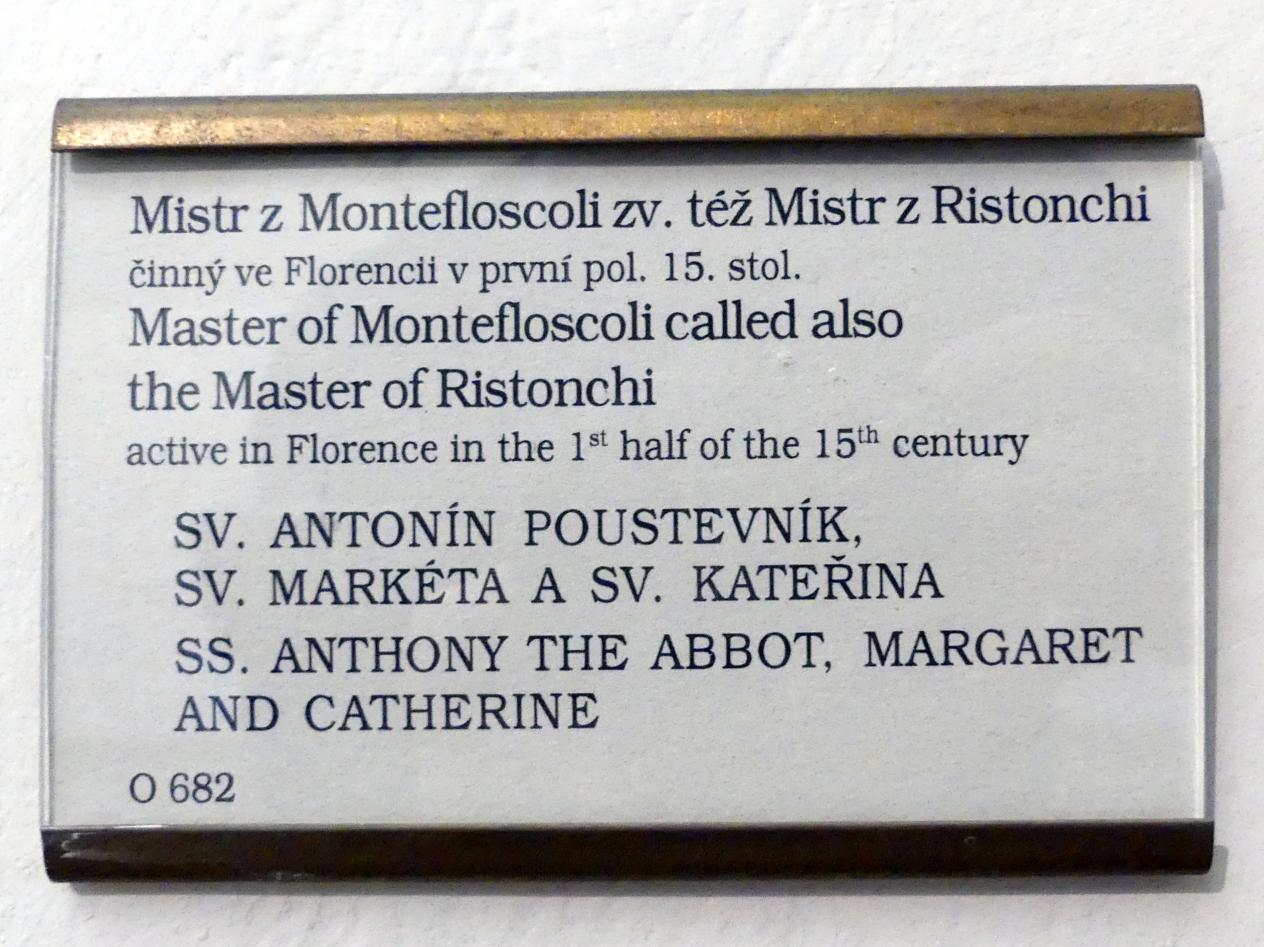 Mistr z Montefloscoli zv. též Mistr z Ristonchi
činný ve Florencii v první pol. 15. stol.
Master of Montefloscoli called also
the Master of Ristonchi
active in Florence in the 1st half of the 15th century
SV. ANTONÍN POUSTEVNÍK,
SV. MARKÉTA A SV. KATEŘINA
SS. ANTHONY THE ABBOT, MARGARET
AND CATHERINE
O 682